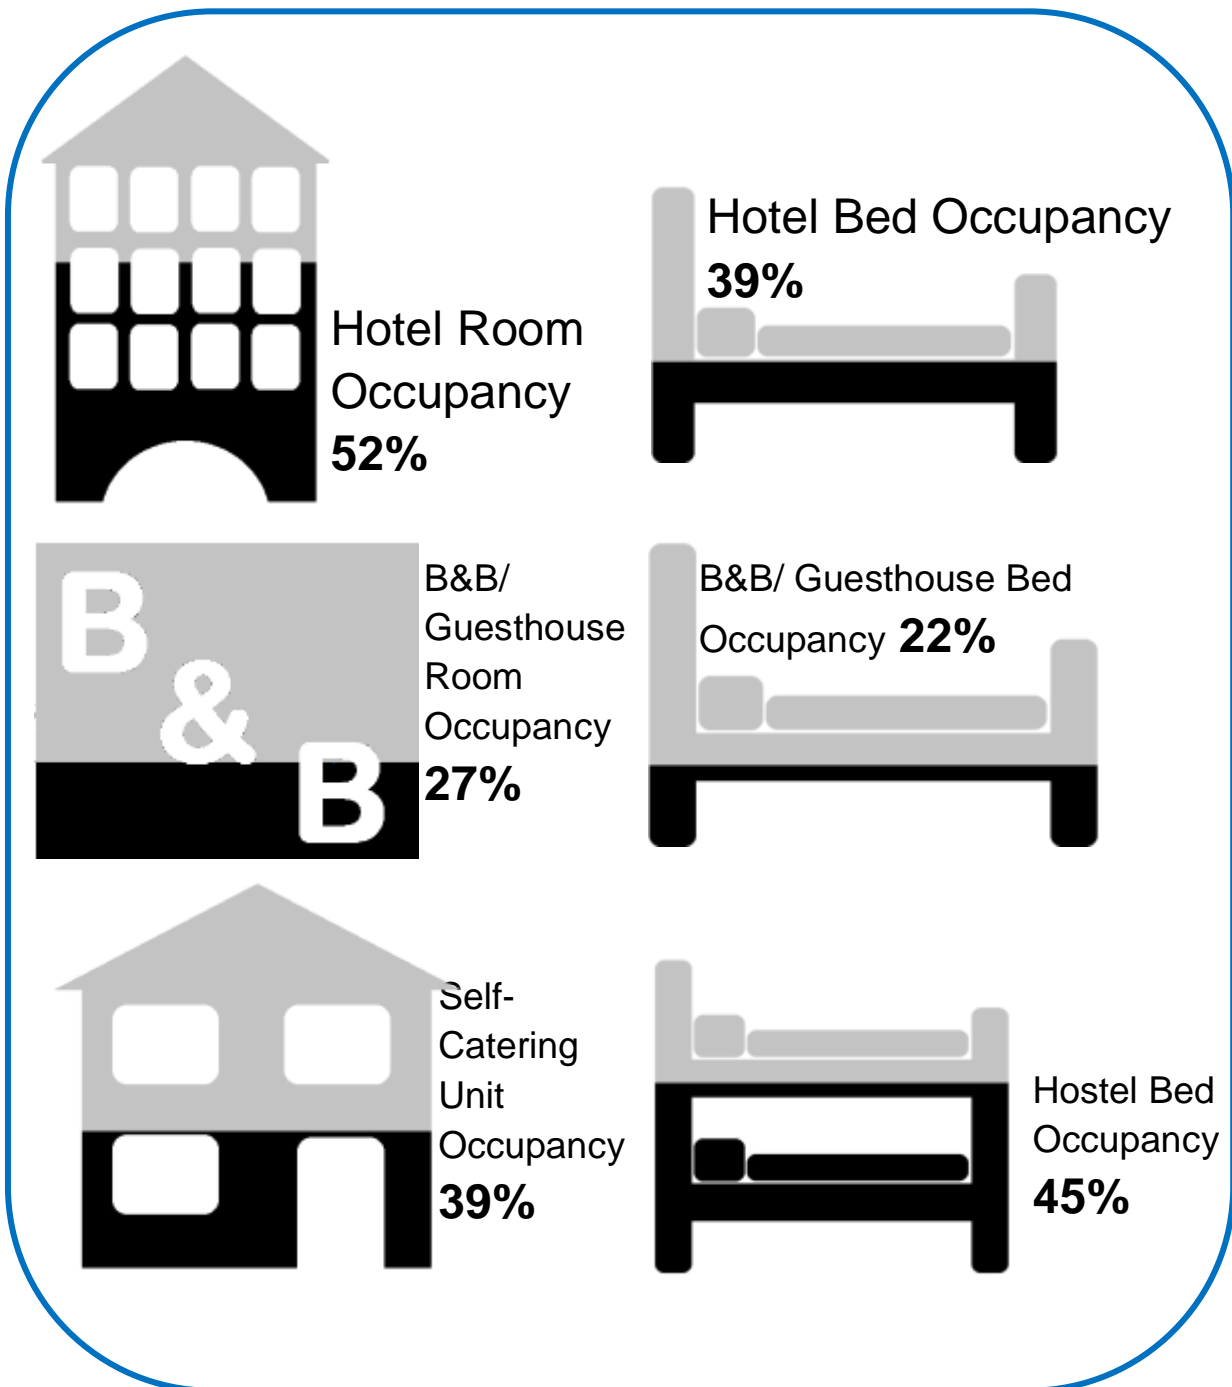 Hotel Room
Occupancy
52%
Hotel Bed Occupancy
39%
B
&
B
B&B/
Guesthouse
Room
Occupancy
27%
B&B/ Guesthouse Bed
Occupancy 22%
Self-
Catering
Unit
Occupancy
39%
Hostel Bed
Occupancy
45%